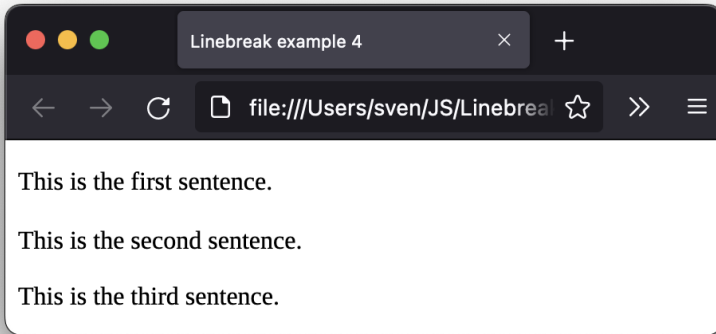 Linebreak example 4
file:///Users/sven/JS/Linebreak
This is the first sentence.
This is the second sentence.
This is the third sentence.